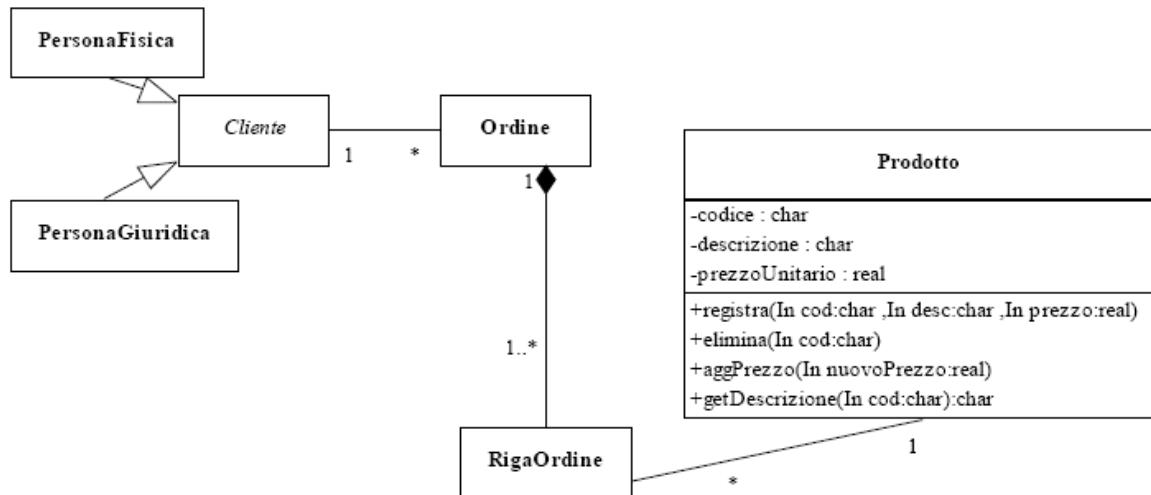 PersonaFisica
Cliente
Ordine
1
*
1
PersonaGiuridica
Prodotto
-codice : char
-descrizione : char
-prezzoUnitario : real
+registra(In cod:char ,In desc:char ,In prezzo:real)
+elimina(In cod:char)
+aggPrezzo(In nuovoPrezzo:real)
+getDescrizione(In cod:char):char
1..*
RigaOrdine
1
*